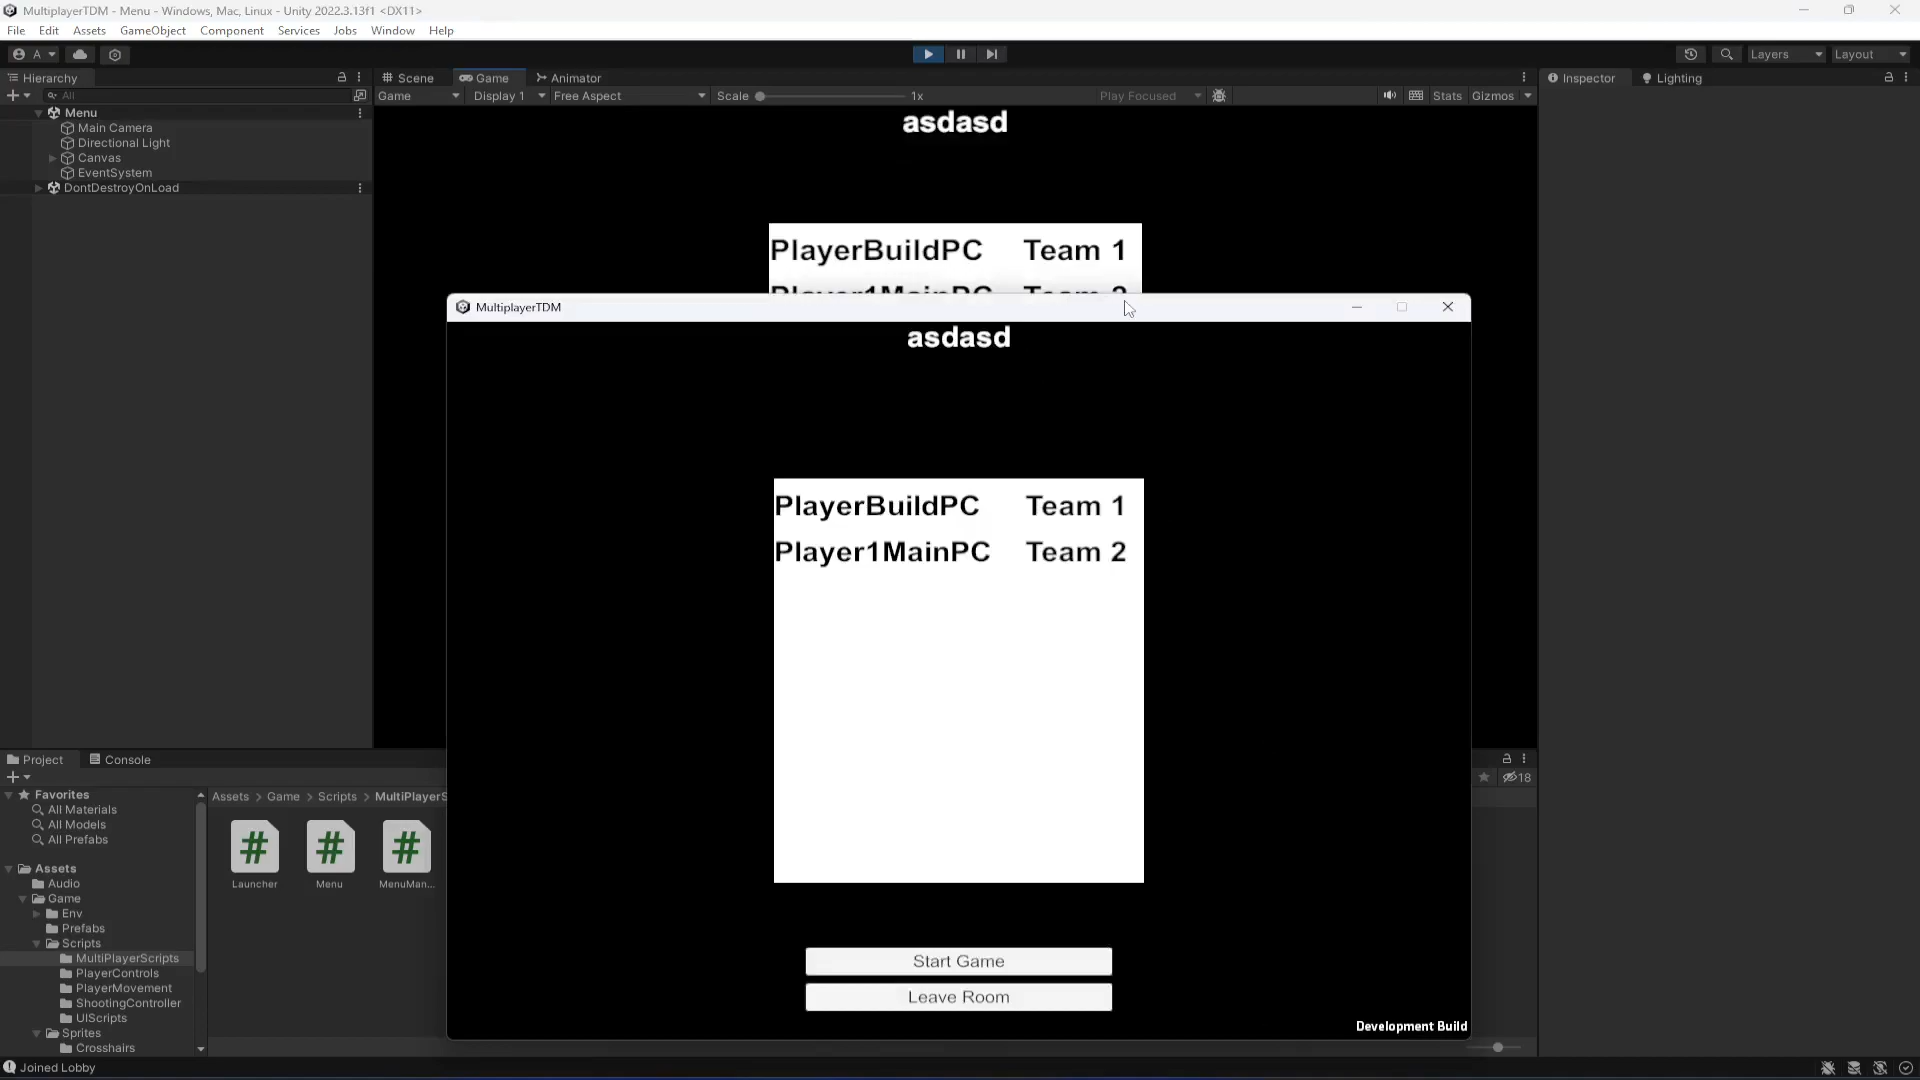 MultiplayerTDM - Menu - Windows, Mac, Linux - Unity 2022.3.13f1 <DX11>
File Edit Assets GameObject Component Services Jobs Window Help
A Layers Layout
Hierarchy Scene Game Animator Inspector Lighting
All Game Display 1 Free Aspect Scale 1x Play Focused Stats Gizmos
Menu
Main Camera
Directional Light
Canvas
EventSystem
DontDestroyOnLoad
asdasd
PlayerBuildPC Team 1
Player1MainPC Team 2
MultiplayerTDM
asdasd
PlayerBuildPC Team 1
Player1MainPC Team 2
Start Game
Leave Room
Development Build
Project Console
18
Favorites
All Materials
All Models
All Prefabs
Assets
Audio
Game
Env
Prefabs
Scripts
MultiPlayerScripts
PlayerControls
PlayerMovement
ShootingController
UIScripts
Sprites
Crosshairs
Assets > Game > Scripts > MultiPlayerS
# # #
Launcher Menu MenuMan...
Joined Lobby